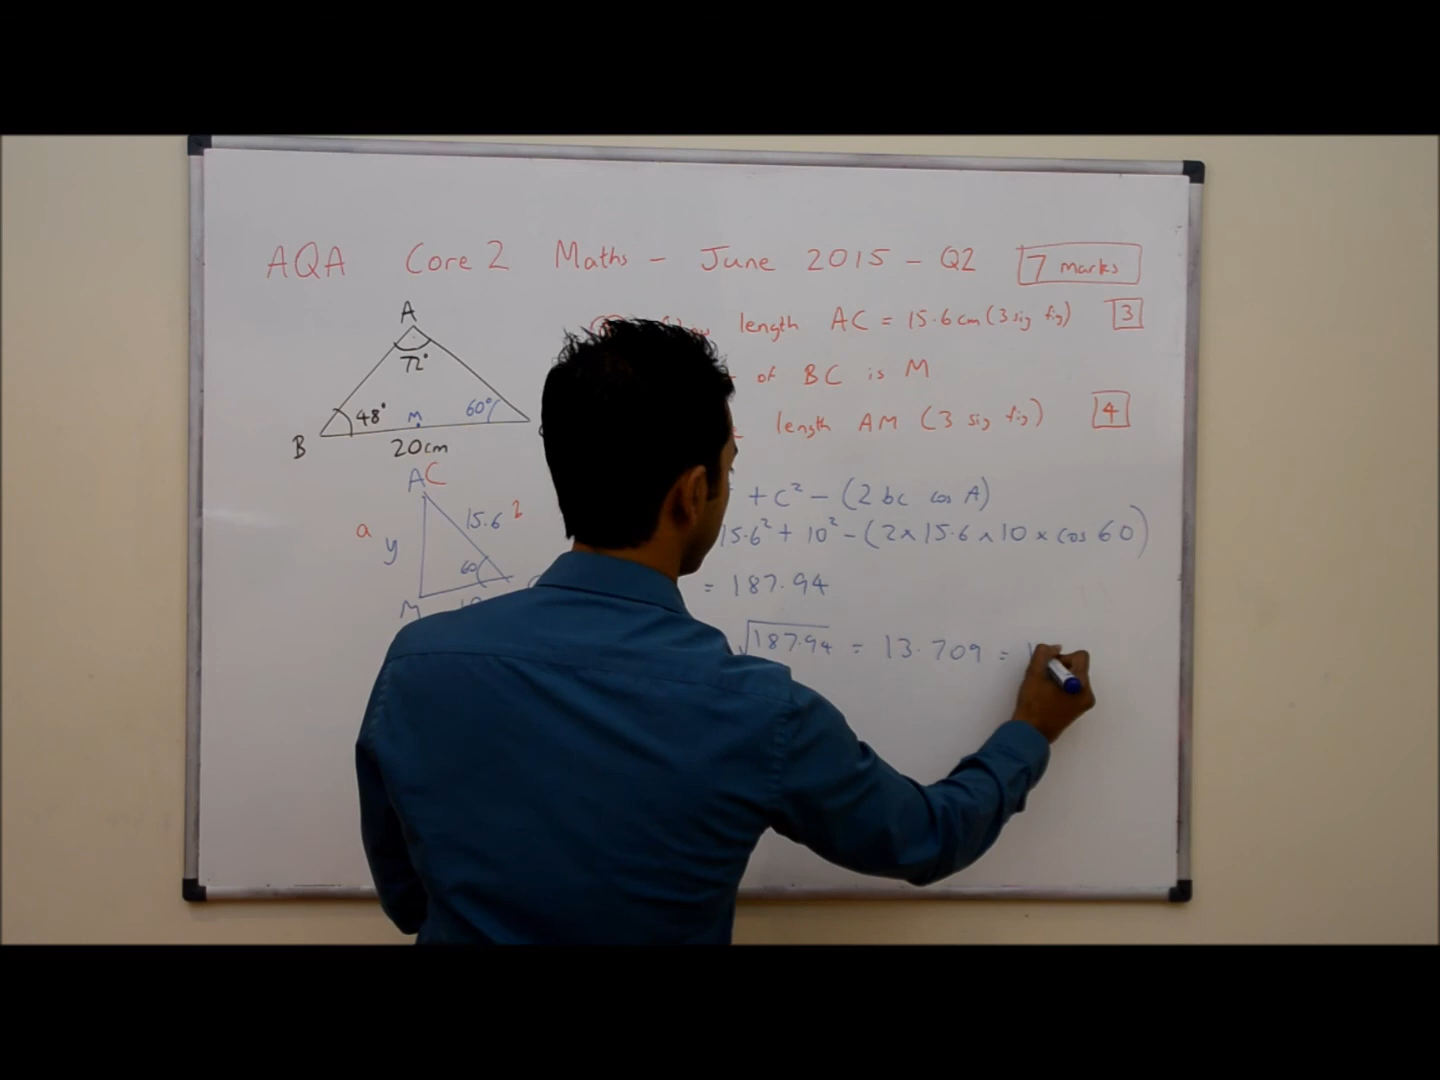 AQA Core 2 Maths - June 2015 - Q2 7 marks
length AC = 15.6cm (3 sig fig) 3
of BC is M
length AM (3 sig fig) 4
A
72°
48° M 60°
B 20cm
AC
15.6 2
a y
60
M
+ c² - (2 bc cos A)
15.6² + 10² - (2 x 15.6 x 10 x cos 60)
= 187.94
√187.94 = 13.709 =